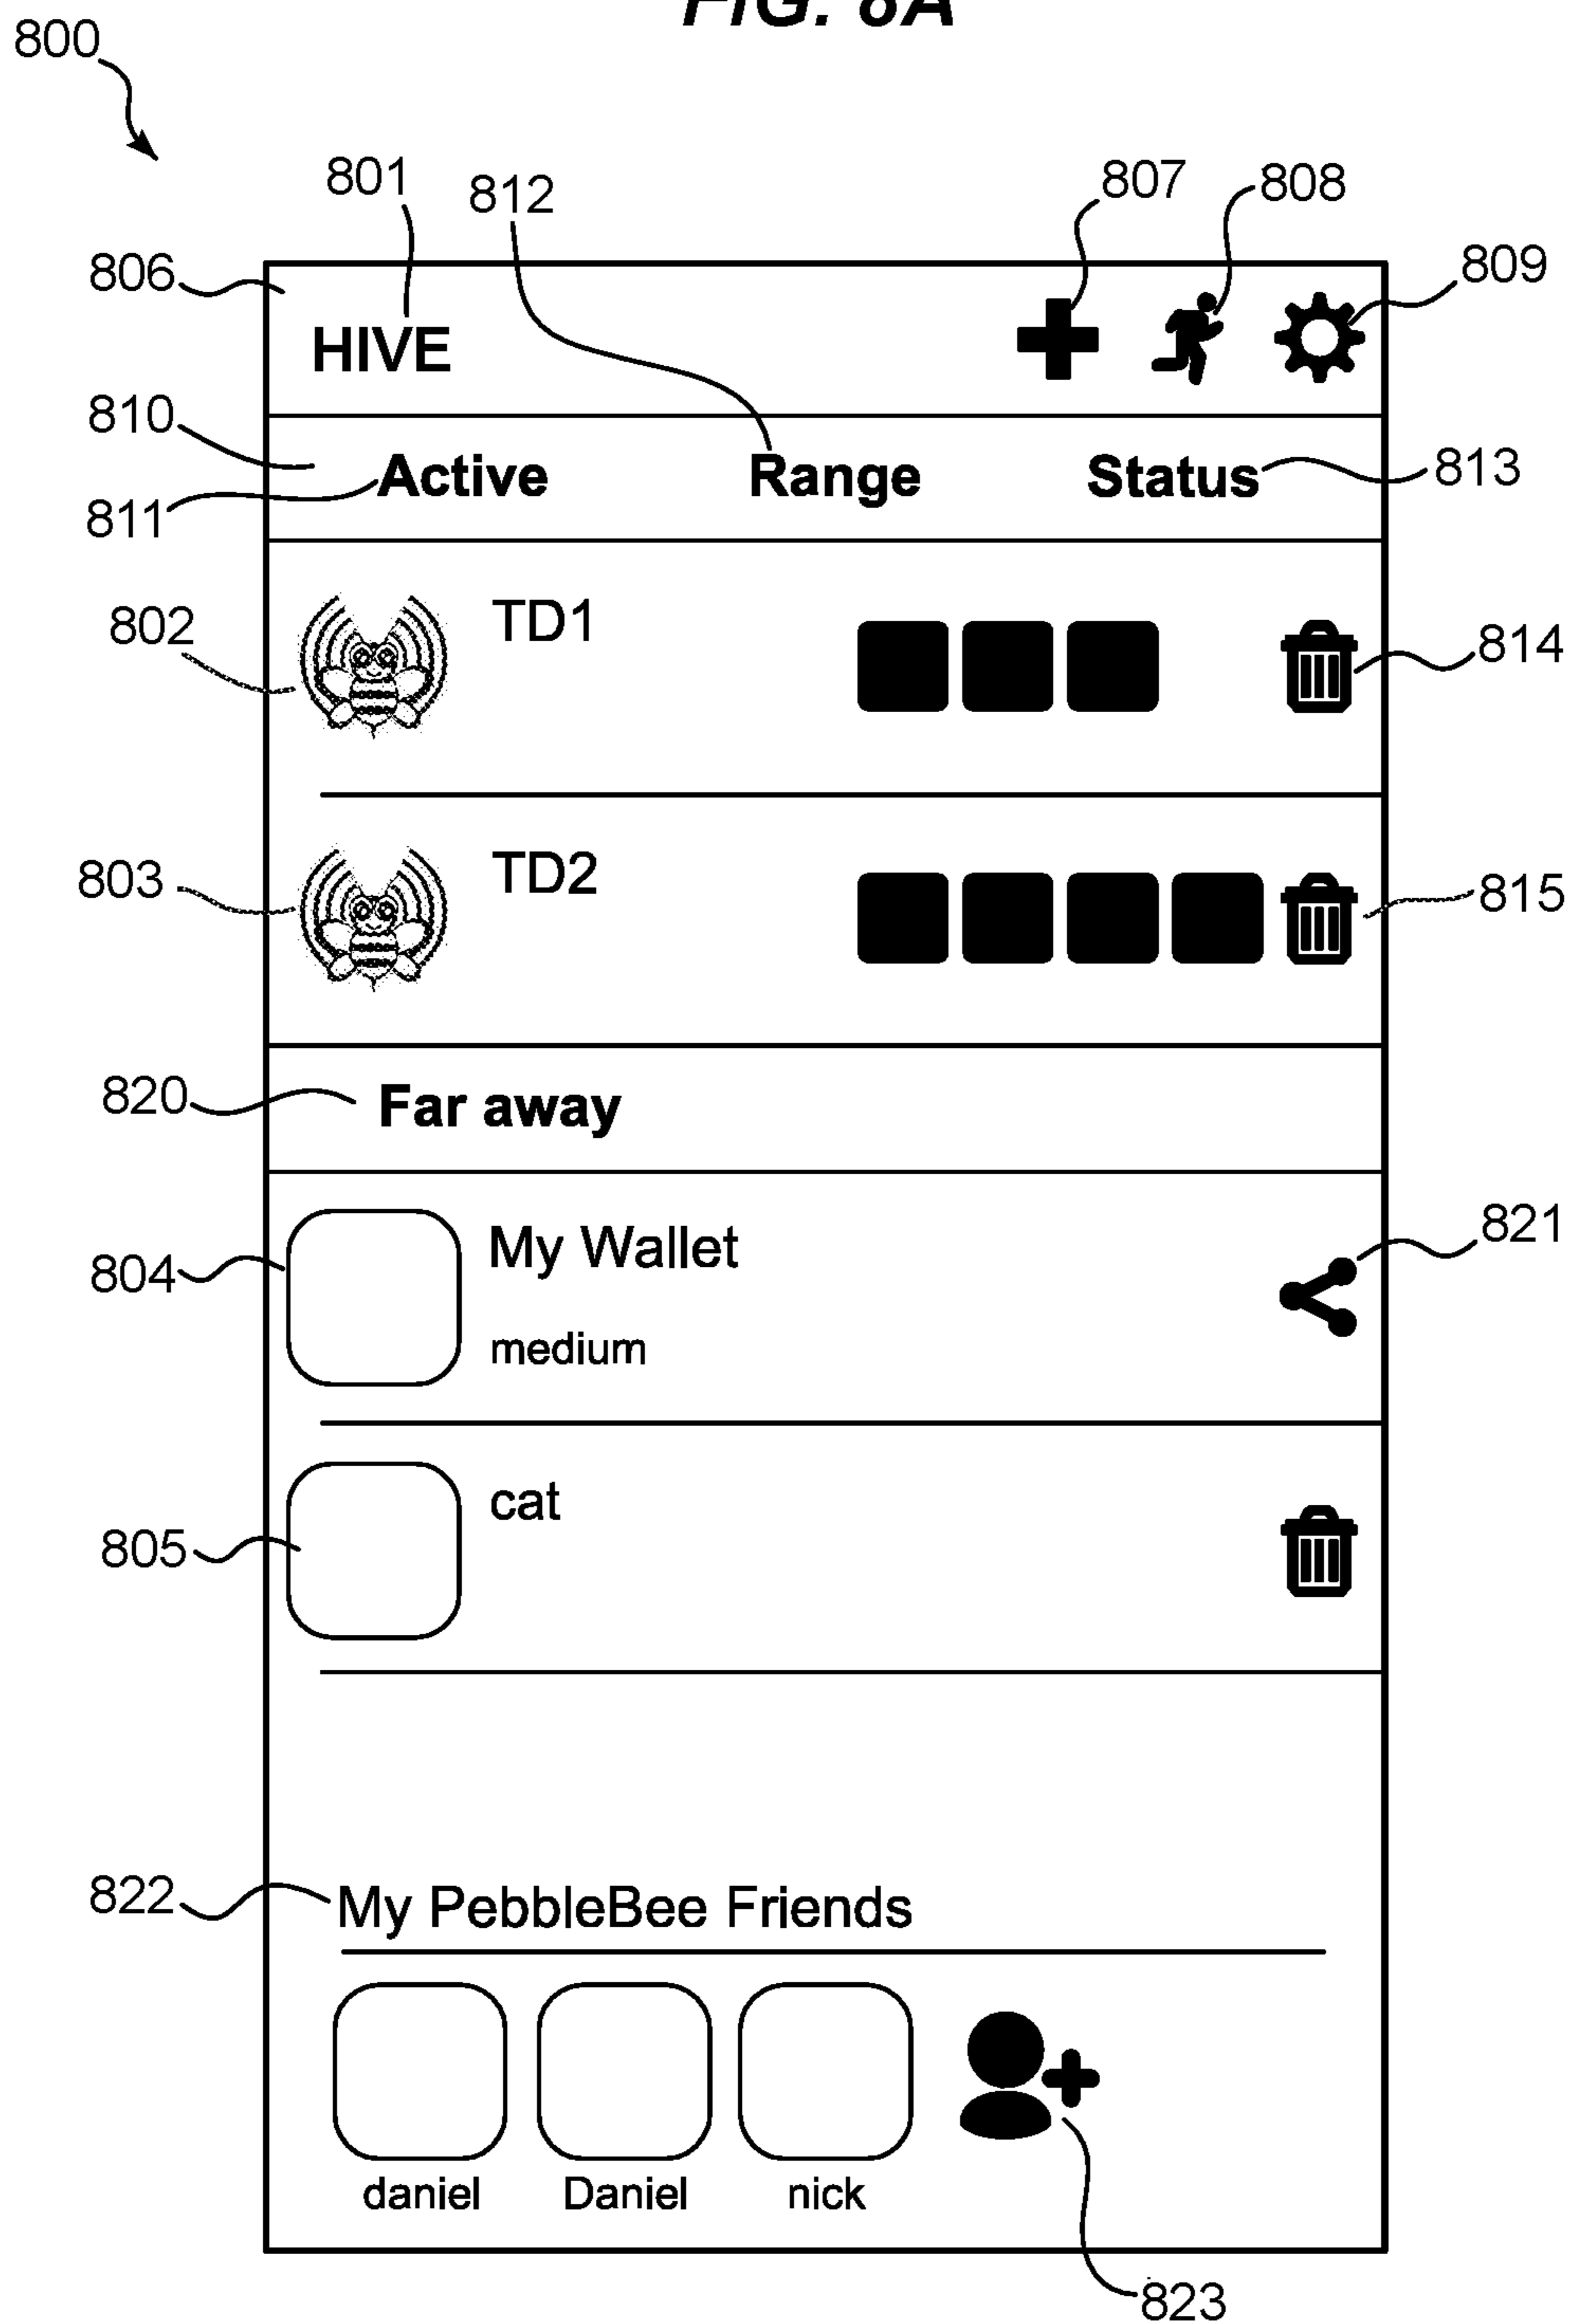 FIG. 8A
800
801
812
807
808
806
809
HIVE
810
Active
Range
Status
813
811
802
TD1
814
803
TD2
815
820
Far away
821
My Wallet
804
medium
cat
805
822
My PebbleBee Friends
daniel
Daniel
nick
823